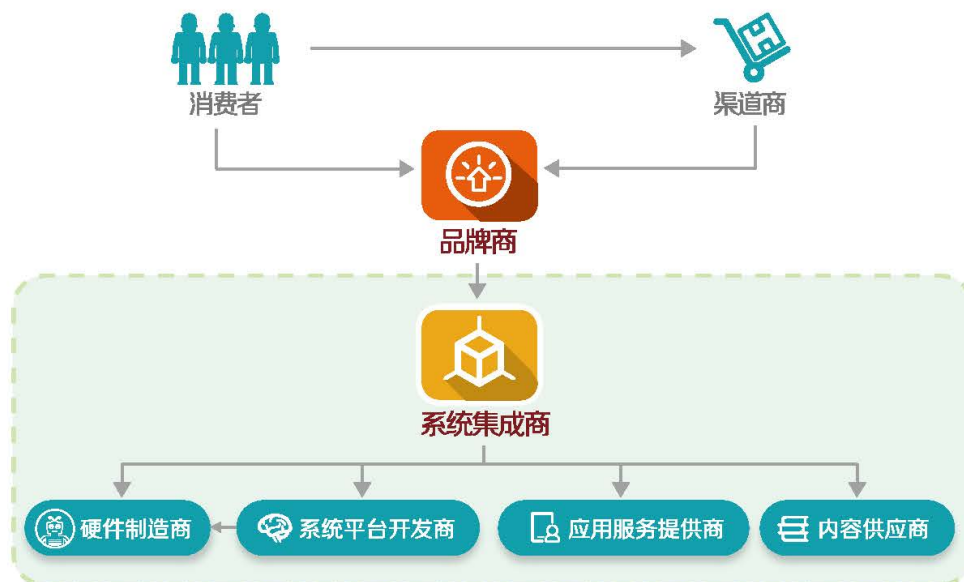 消费者
渠道商
品牌商
系统集成商
硬件制造商
系统平台开发商
应用服务提供商
内容供应商